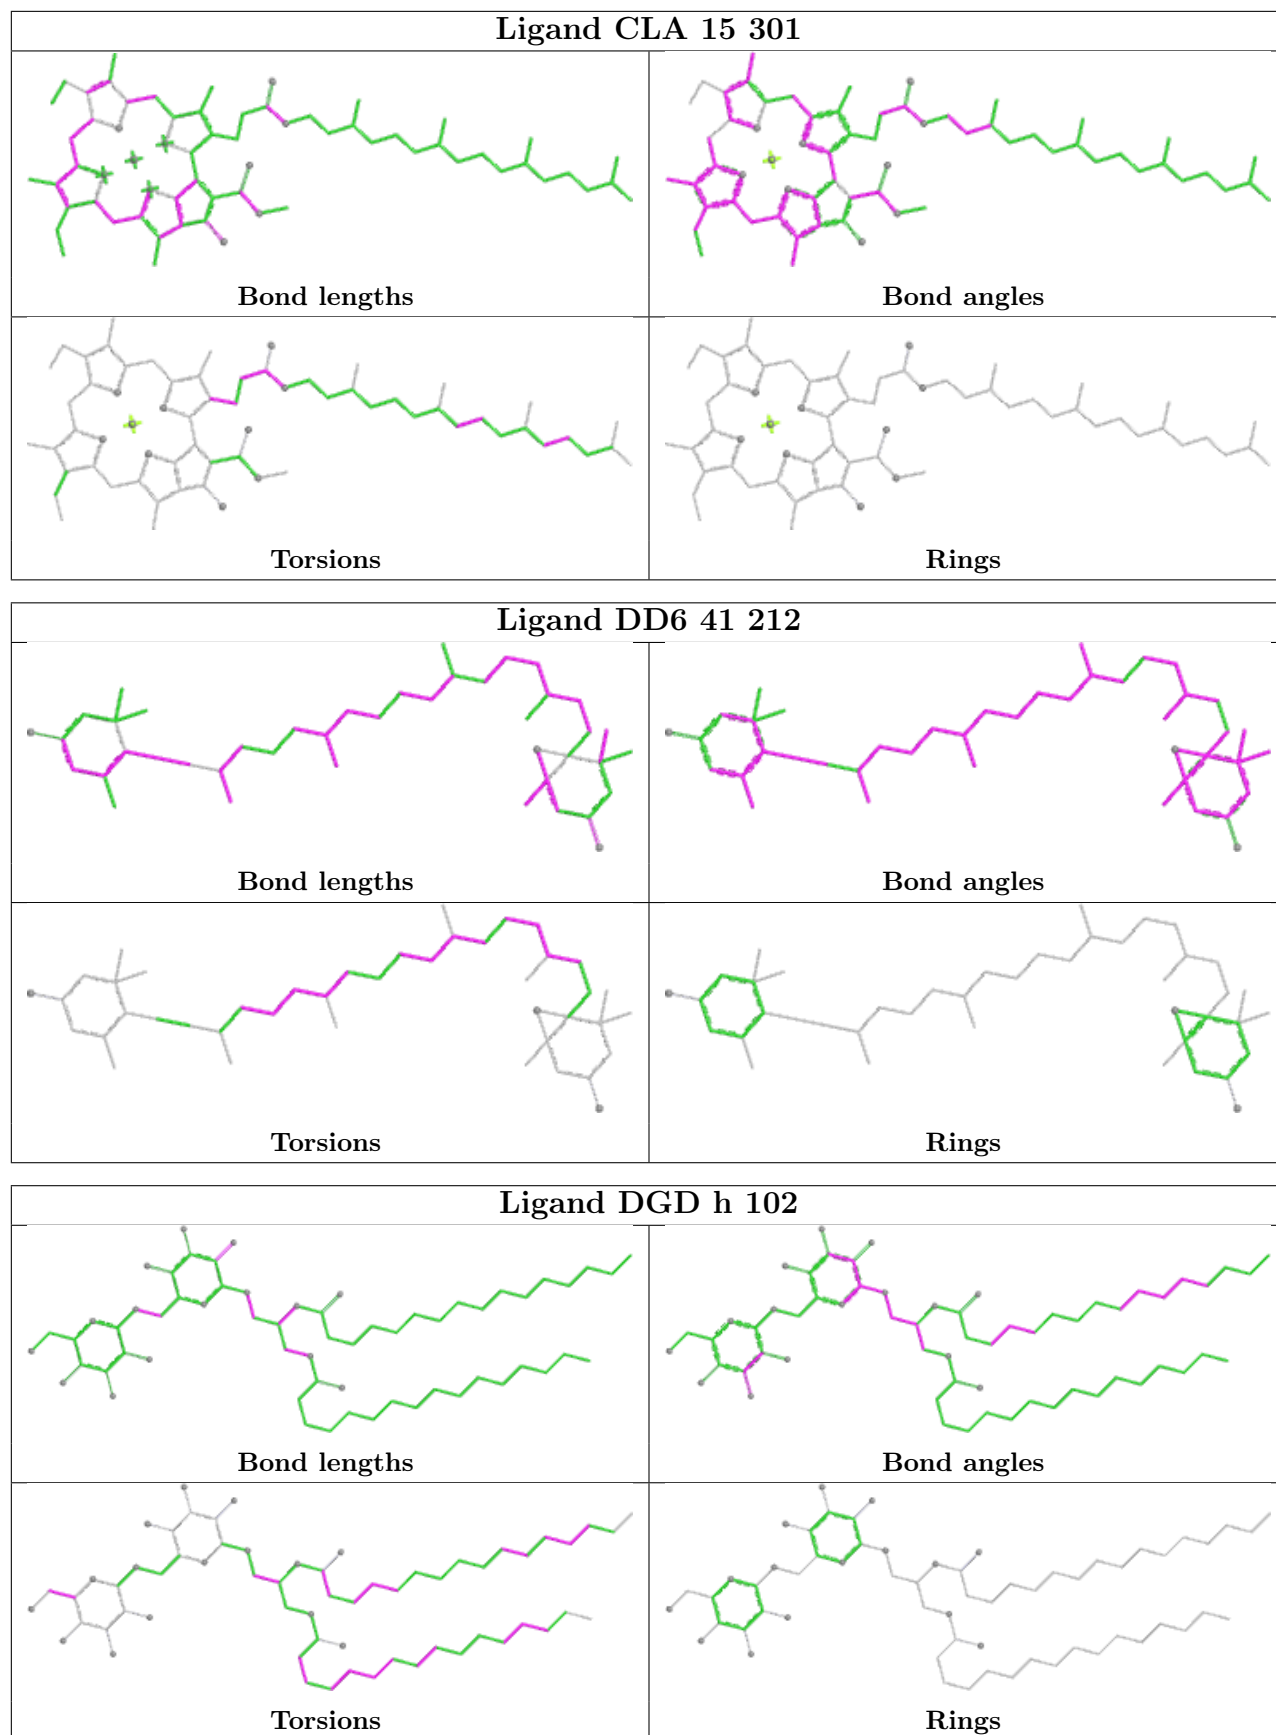 Ligand CLA 15 301
Bond lengths
Bond angles
Torsions
Rings
Ligand DD6 41 212
Bond lengths
Bond angles
Torsions
Rings
Ligand DGD h 102
Bond lengths
Bond angles
Torsions
Rings